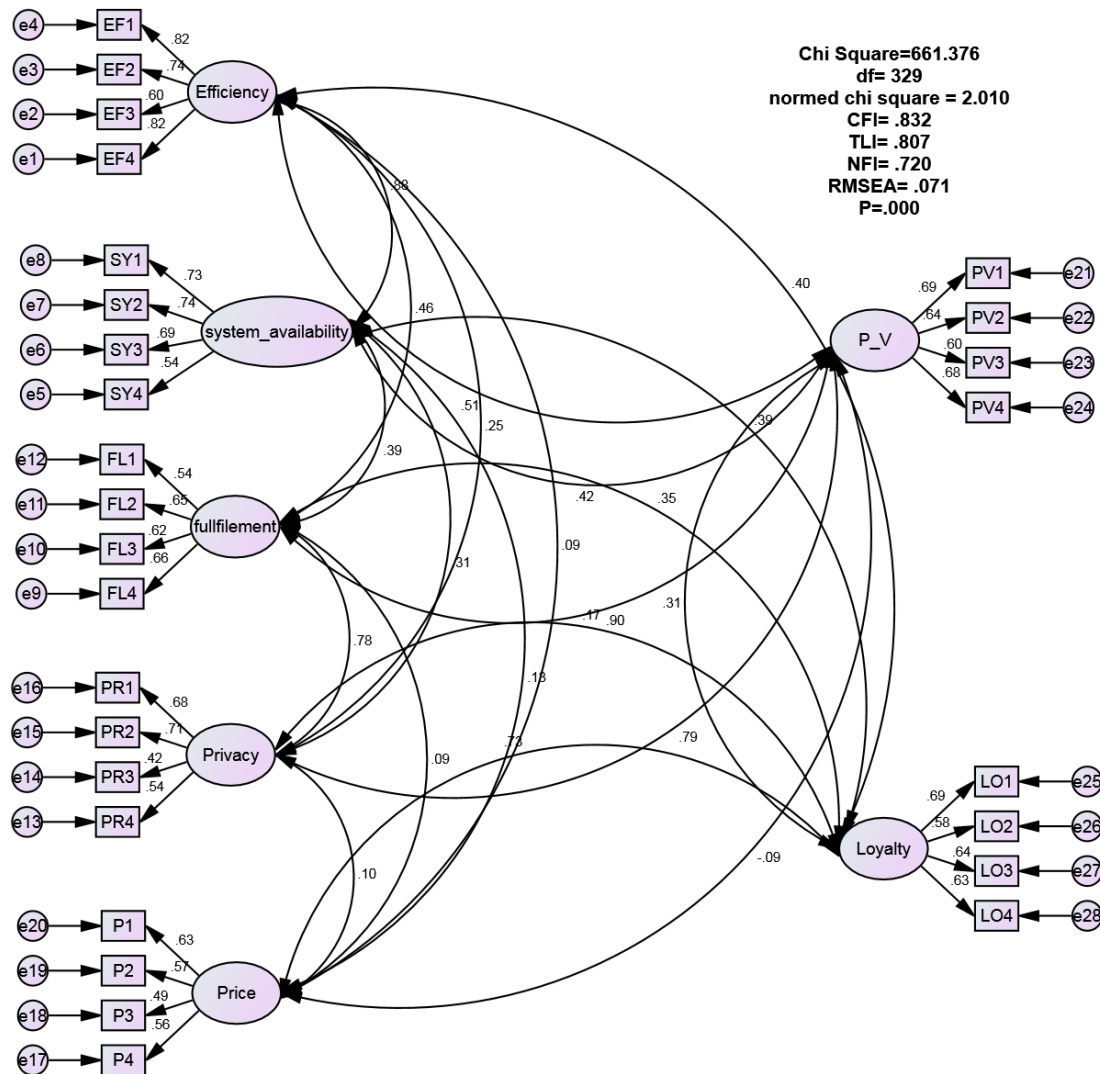 Chi Square=661.376
df= 329
normed chi square = 2.010
CFI= .832
TLI= .807
NFI= .720
RMSEA= .071
P=.000
e4
EF1
.82
e3
EF2
.74
e2
EF3
.60
e1
EF4
.82
Efficiency
.88
e8
SY1
.73
e7
SY2
.74
e6
SY3
.69
e5
SY4
.54
system_availability
.46
.40
e12
FL1
.54
e11
FL2
.65
e10
FL3
.62
e9
FL4
.66
fullfilement
.51
.25
.39
.39
.42
.35
.09
e16
PR1
.68
e15
PR2
.71
e14
PR3
.42
e13
PR4
.54
Privacy
.31
.17
.90
.31
.78
.13
.73
.79
.09
e20
P1
.63
e19
P2
.57
e18
P3
.49
e17
P4
.56
Price
.10
-.09
P_V
.69
PV1
e21
.64
PV2
e22
.60
PV3
e23
.68
PV4
e24
Loyalty
.69
LO1
e25
.58
LO2
e26
.64
LO3
e27
.63
LO4
e28